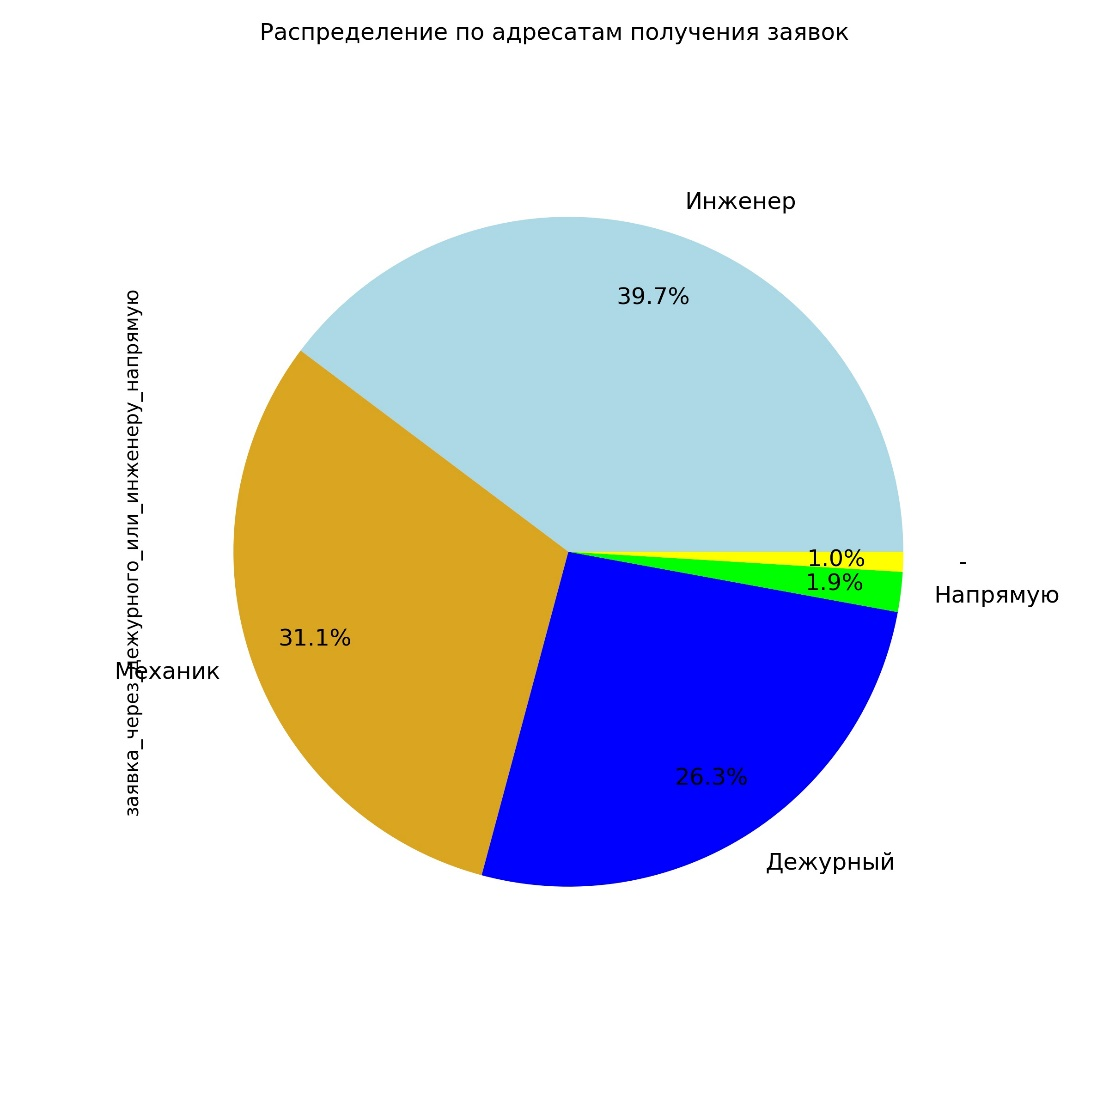 Распределение по адресатам получения заявок
Инженер
39.7%
заявка_через_дежурного_или_инженеру_напрямую
1.0%
-
1.9%
Напрямую
31.1%
Механик
26.3%
Дежурный